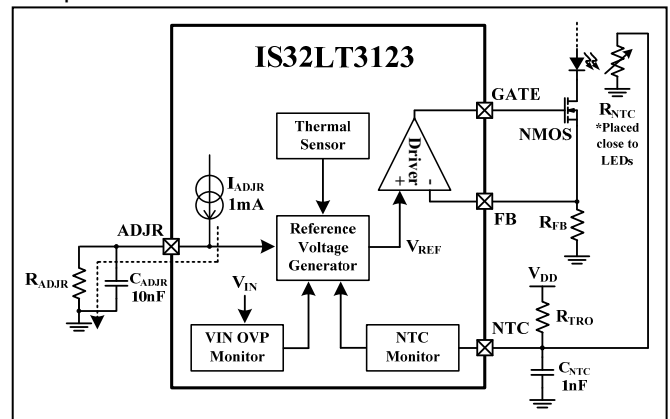 IS32LT3123
GATE
NMOS
R_NTC
*Placed
close to
LEDs
Thermal
Sensor
Driver
+
-
I_ADJR
1mA
ADJR
Reference
Voltage
Generator
V_REF
FB
R_FB
R_ADJR
C_ADJR
10nF
V_IN
VIN OVP
Monitor
NTC
Monitor
NTC
V_DD
R_TRO
C_NTC
1nF